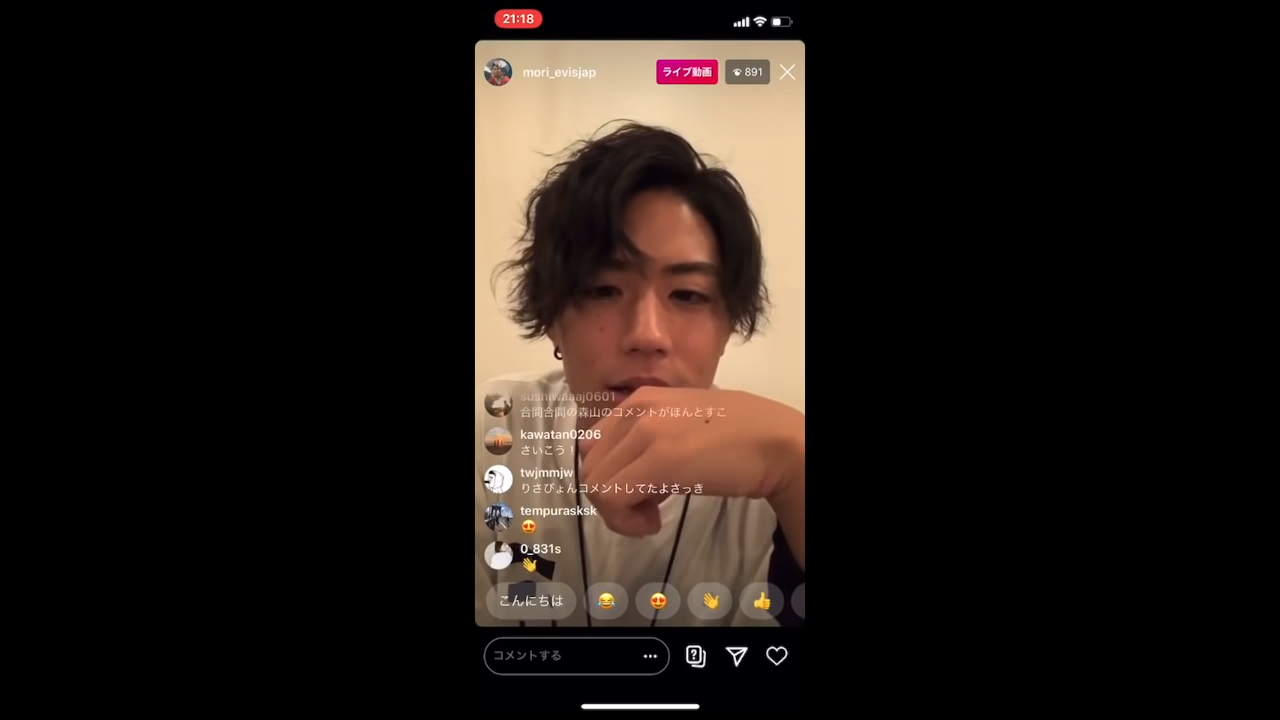 21:18
mori_evisjap
ライブ動画
891
sushiwaaaj0601
合間合間の森山のコメントがほんとすこ
kawatan0206
さいこう！
twjmmjw
りさぴょんコメントしてたよさっき
tempurasksk
😍
0_831s
👋
こんにちは 😂 😍 👋 👍
コメントする